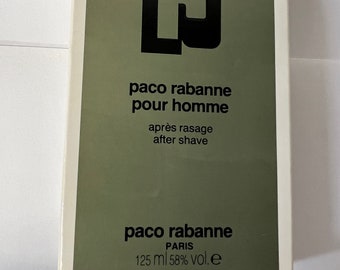 paco rabanne
pour homme
après rasage
after shave
paco rabanne
PARIS
125 ml 58% vol. e